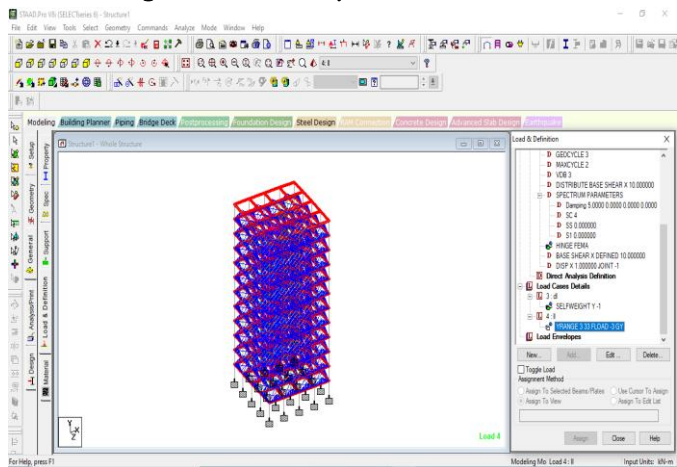 STAAD.Pro V8i (SELECTseries 6) - Structure1
File Edit View Tools Select Geometry Commands Analyze Mode Window Help
4:ll
Modeling Building Planner Piping Bridge Deck Postprocessing Foundation Design Steel Design RAM Connection Concrete Design Advanced Slab Design Earthquake
Setup
Geometry
General
Analysis/Print
Design
Property
Spec
Support
Load & Definition
Material
Structure1 - Whole Structure
Y
X
Z
Load 4
Load & Definition
D GEOCYCLE 3
D MAXCYCLE 2
D VDB 3
D DISTRIBUTE BASE SHEAR X 10.000000
D SPECTRUM PARAMETERS
D Damping 5.0000 0.0000 0.0000 0.0000
D SC 4
D SS 0.000000
D S1 0.000000
HINGE FEMA
D BASE SHEAR X DEFINED 10.000000
D DISP X 1.000000 JOINT -1
Direct Analysis Definition
L Load Cases Details
L 3 : dl
SELFWEIGHT Y -1
L 4 : ll
YRANGE 3 33 FLOAD -3 GY
Load Envelopes
New... Add... Edit ... Delete...
Toggle Load
Assignment Method
Assign To Selected Beams/Plates Use Cursor To Assign
Assign To View Assign To Edit List
Assign Close Help
For Help, press F1 Modeling Mo Load 4 : ll Input Units: kN-m